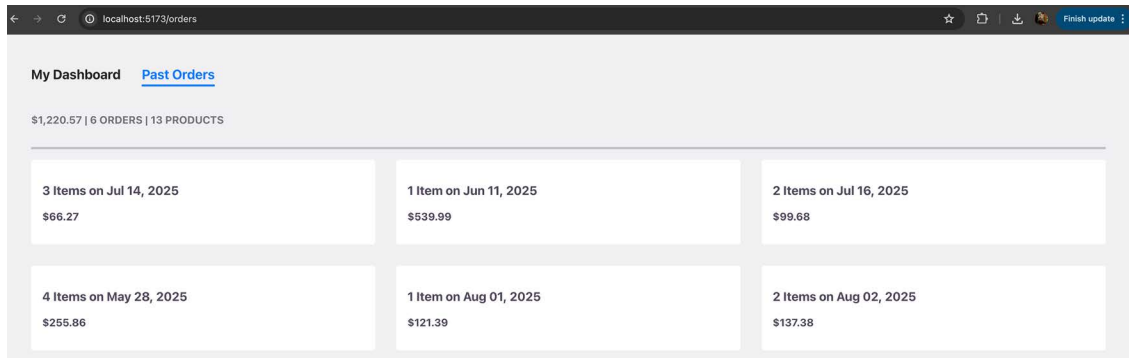 localhost:5173/orders
Finish update
My Dashboard Past Orders
$1,220.57 | 6 ORDERS | 13 PRODUCTS
3 Items on Jul 14, 2025
$66.27
1 Item on Jun 11, 2025
$539.99
2 Items on Jul 16, 2025
$99.68
4 Items on May 28, 2025
$255.86
1 Item on Aug 01, 2025
$121.39
2 Items on Aug 02, 2025
$137.38